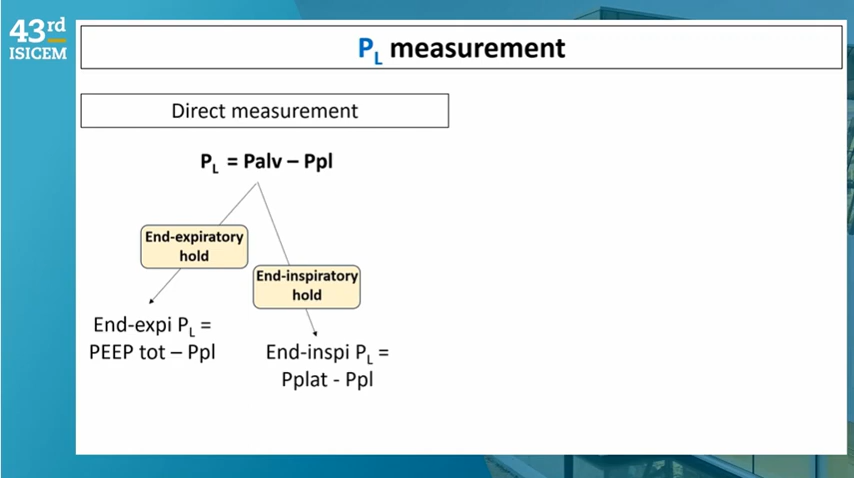 43rd
ISICEM
PL measurement
Direct measurement
PL = Palv – Ppl
End-expiratory
hold
End-inspiratory
hold
End-expi PL =
PEEP tot – Ppl
End-inspi PL =
Pplat - Ppl